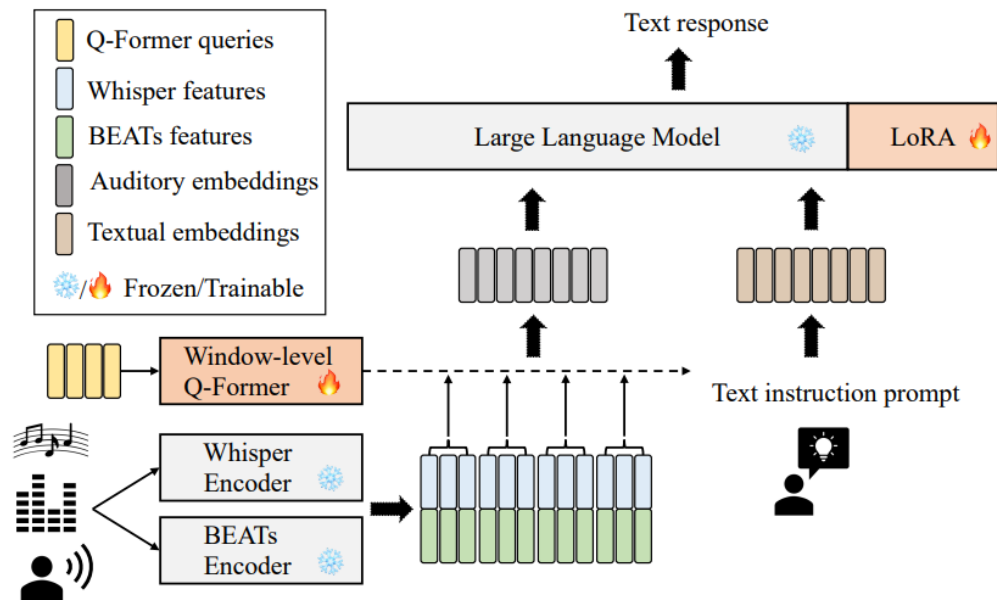 Q-Former queries
Whisper features
BEATs features
Auditory embeddings
Textual embeddings
/ Frozen/Trainable
Text response
Large Language Model
LoRA
Window-level
Q-Former
Text instruction prompt
Whisper
Encoder
BEATs
Encoder